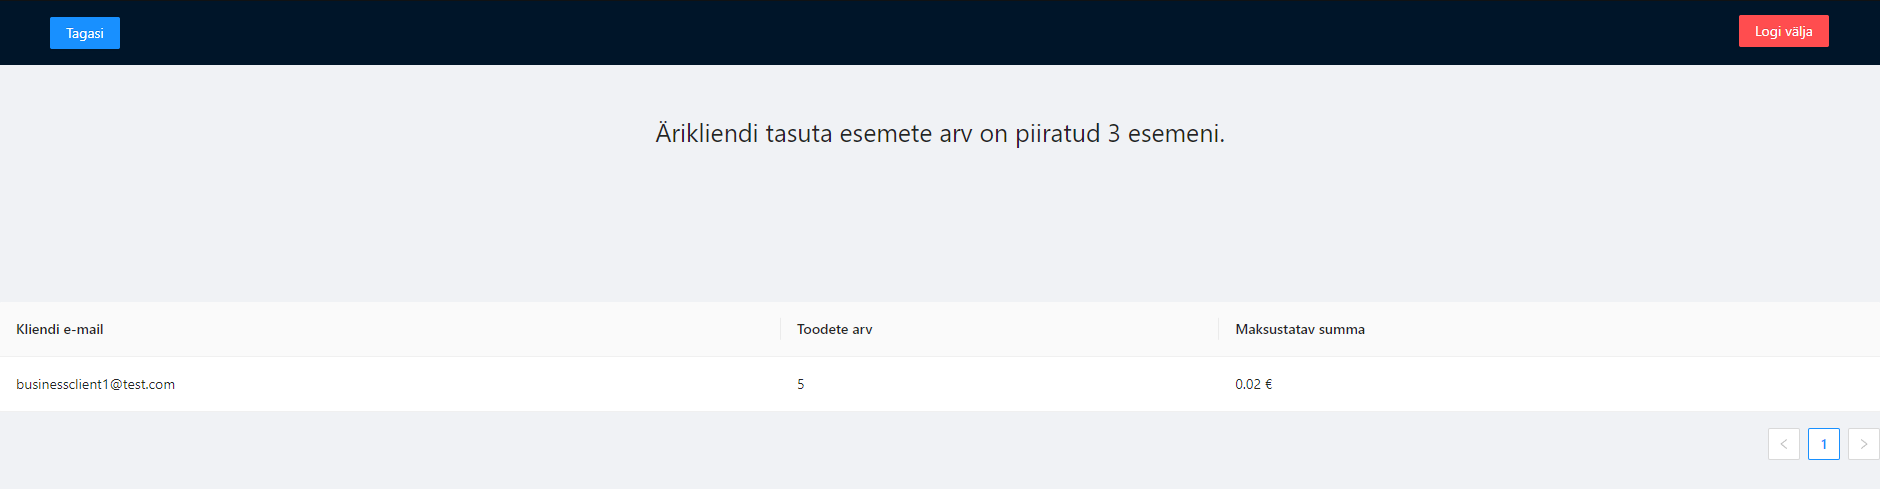 Tagasi
Logi välja
Ärikliendi tasuta esemete arv on piiratud 3 esemeni.
Kliendi e-mail
Toodete arv
Maksustatav summa
businessclient1@test.com
5
0.02 €
< 1 >